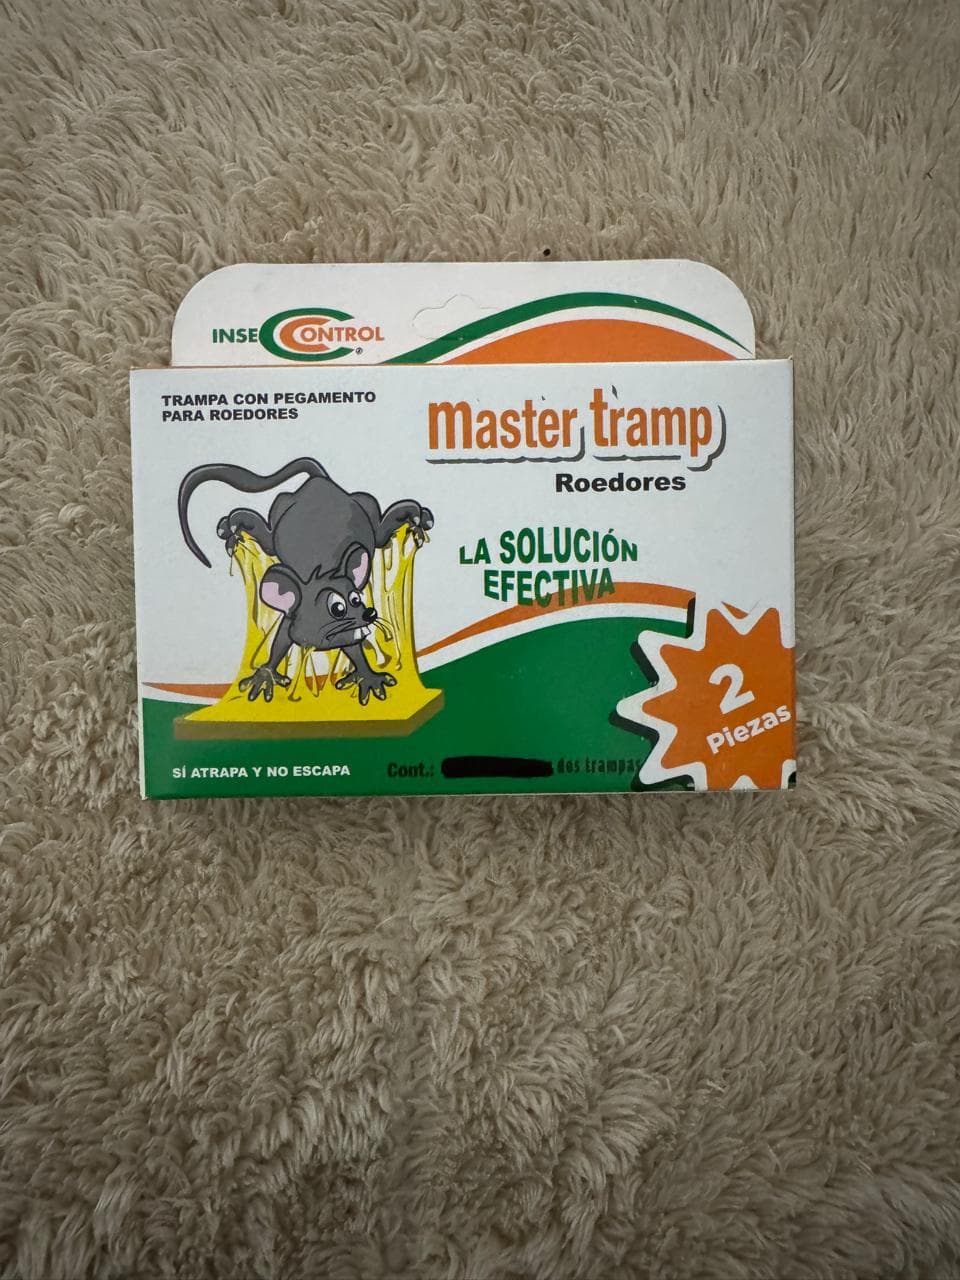 INSECONTROL
TRAMPA CON PEGAMENTO
PARA ROEDORES
Master tramp
Roedores
LA SOLUCIÓN
EFECTIVA
2
Piezas
SÍ ATRAPA Y NO ESCAPA
Cont.: dos trampas